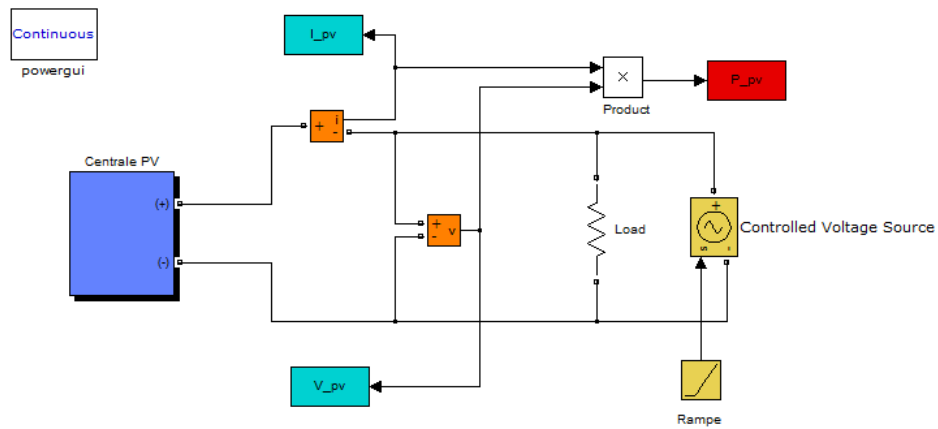 Continuous
powergui
I_pv
×
P_pv
Product
+ i
-
Centrale PV
(+)
(-)
+
-
v
Load
+
s
-
Controlled Voltage Source
V_pv
Rampe